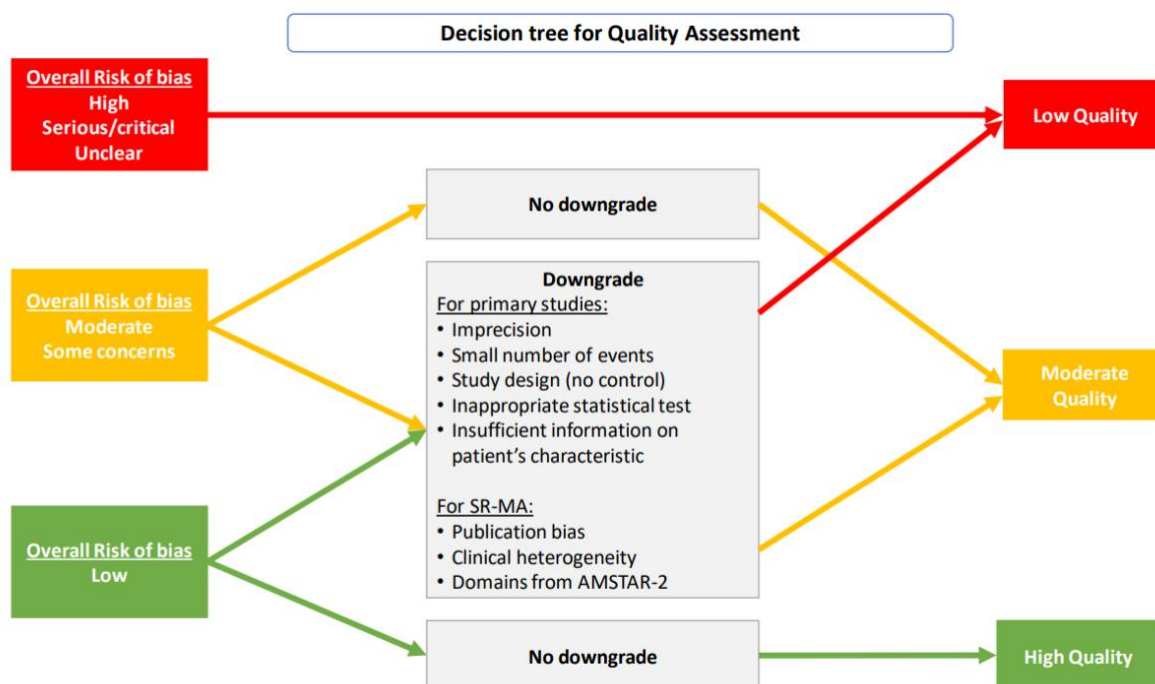 Decision tree for Quality Assessment
Overall Risk of bias
High
Serious/critical
Unclear
Low Quality
No downgrade
Overall Risk of bias
Moderate
Some concerns
Downgrade
For primary studies:
• Imprecision
• Small number of events
• Study design (no control)
• Inappropriate statistical test
• Insufficient information on
patient's characteristic
For SR-MA:
• Publication bias
• Clinical heterogeneity
• Domains from AMSTAR-2
Moderate
Quality
Overall Risk of bias
Low
No downgrade
High Quality